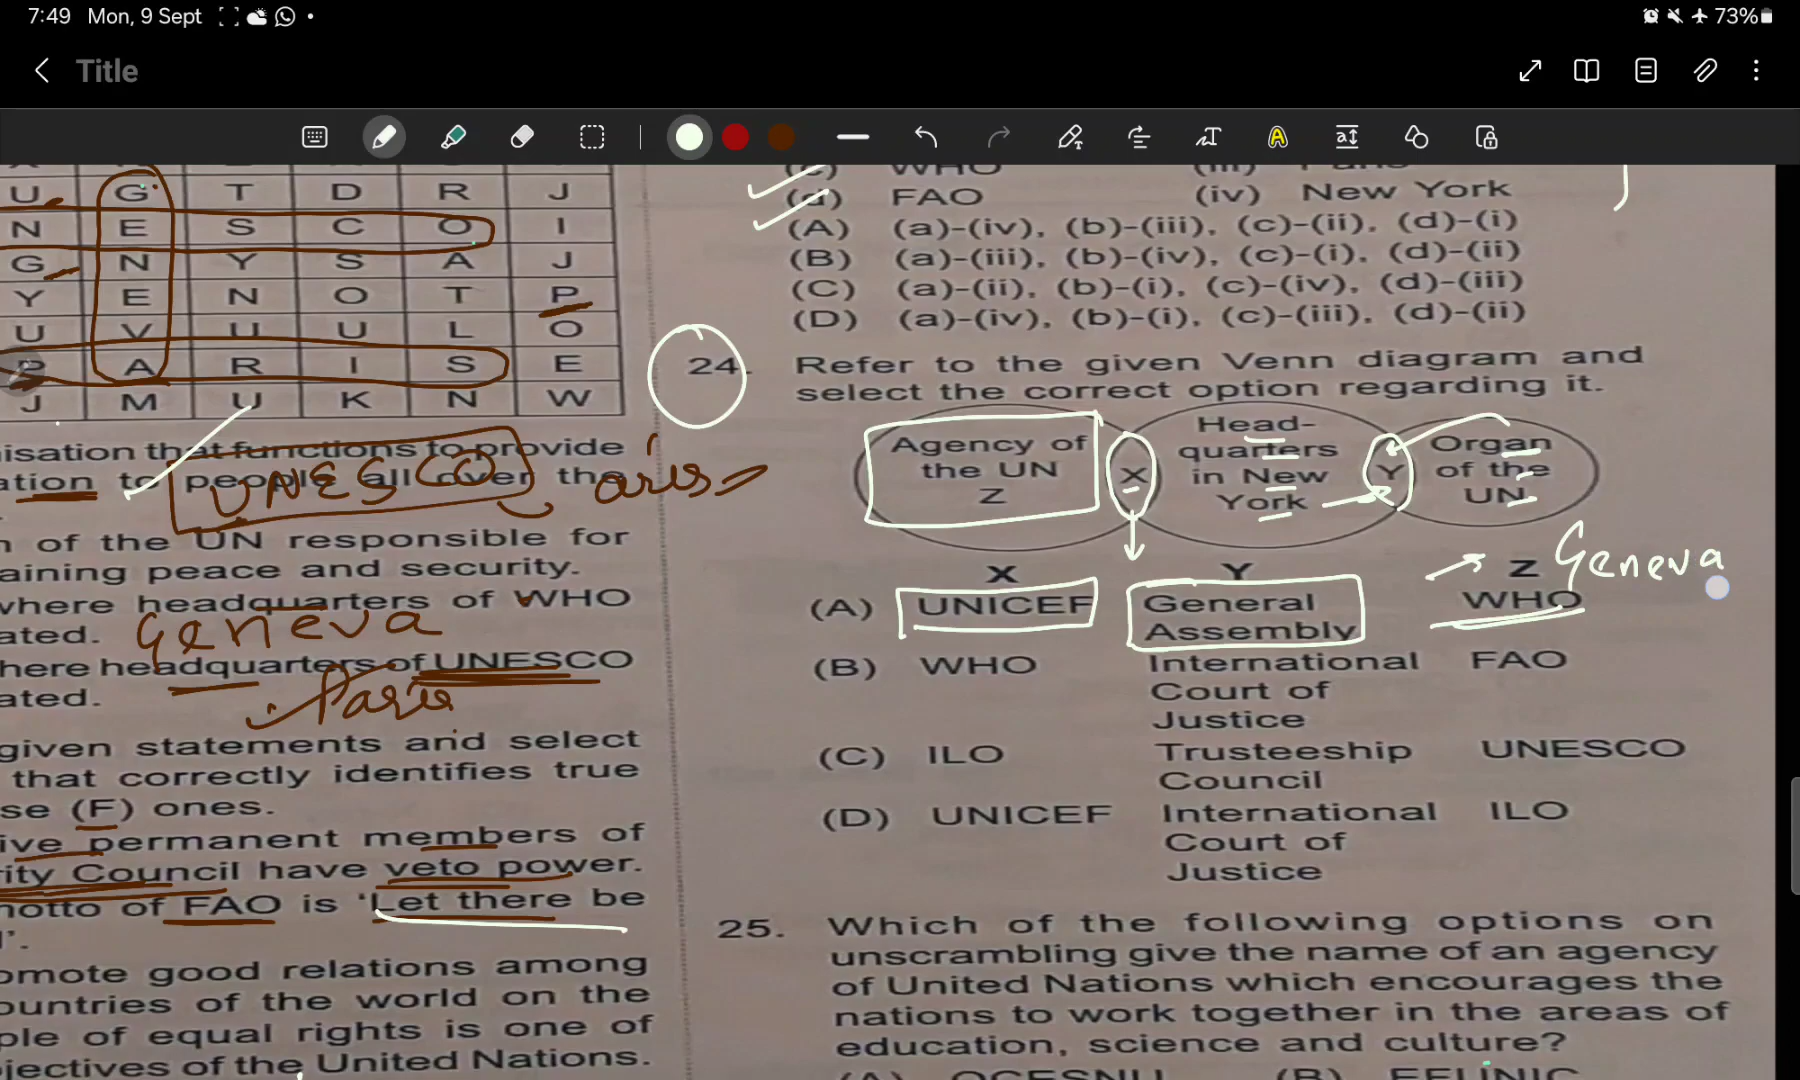 7:49 Mon, 9 Sept
73%
Title
U G T D R J
N E S C O I
G N Y S A J
Y E N O T P
U V U U L O
P A R I S E
J M U K N W
isation that functions to provide
ation to people all over the
UNESCO
aris
n of the UN responsible for
aining peace and security.
where headquarters of WHO
ated.
Geneva
here headquarters of UNESCO
ated.
Paris
given statements and select
that correctly identifies true
se (F) ones.
ive permanent members of
rity Council have veto power.
notto of FAO is 'Let there be
d'.
omote good relations among
ountries of the world on the
ple of equal rights is one of
ojectives of the United Nations.
(c) WHO (iii) Paris
(d) FAO (iv) New York
(A) (a)-(iv), (b)-(iii), (c)-(ii), (d)-(i)
(B) (a)-(iii), (b)-(iv), (c)-(i), (d)-(ii)
(C) (a)-(ii), (b)-(i), (c)-(iv), (d)-(iii)
(D) (a)-(iv), (b)-(i), (c)-(iii), (d)-(ii)
24. Refer to the given Venn diagram and
select the correct option regarding it.
Agency of
the UN
Z
X
Head-
quarters
in New
York
Y
Organ
of the
UN
Geneva
X Y Z
(A) UNICEF General WHO
Assembly
(B) WHO International FAO
Court of
Justice
(C) ILO Trusteeship UNESCO
Council
(D) UNICEF International ILO
Court of
Justice
25. Which of the following options on
unscrambling give the name of an agency
of United Nations which encourages the
nations to work together in the areas of
education, science and culture?
(A) OCESNU (B) EFUNIC